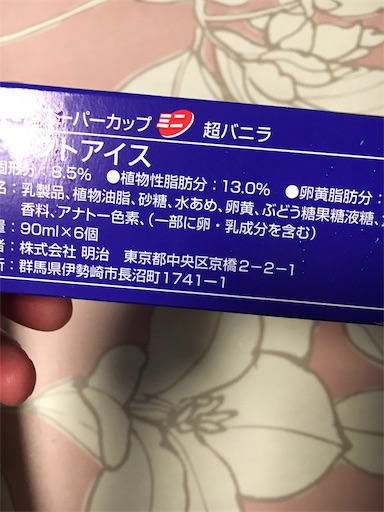 ーパーカップ ミニ 超バニラ
クトアイス
固形分：8.5% ●植物性脂肪分：13.0% ●卵黄脂肪分：
名：乳製品、植物油脂、砂糖、水あめ、卵黄、ぶどう糖果糖液糖、
香料、アナトー色素、（一部に卵・乳成分を含む）
量：90ml×6個
者：株式会社 明治 東京都中央区京橋2-2-1
所：群馬県伊勢崎市長沼町1741-1